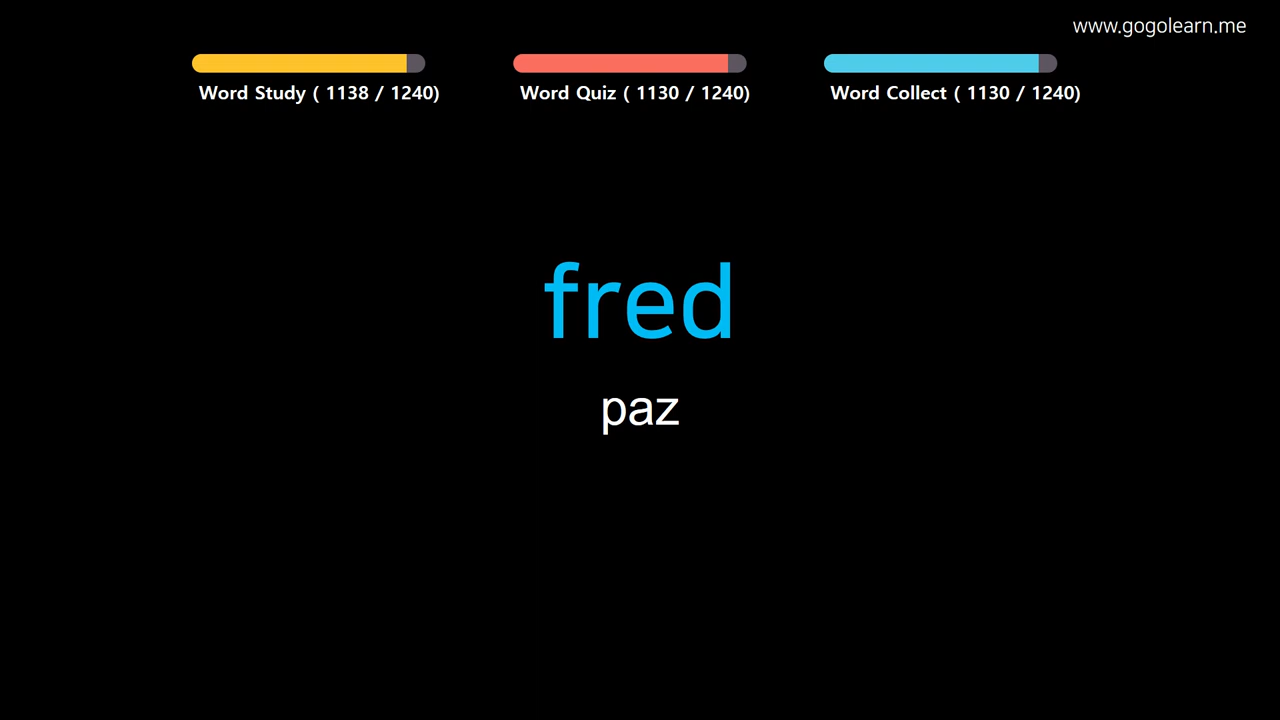 www.gogolearn.me
Word Study ( 1138 / 1240)
Word Quiz ( 1130 / 1240)
Word Collect ( 1130 / 1240)
fred
paz